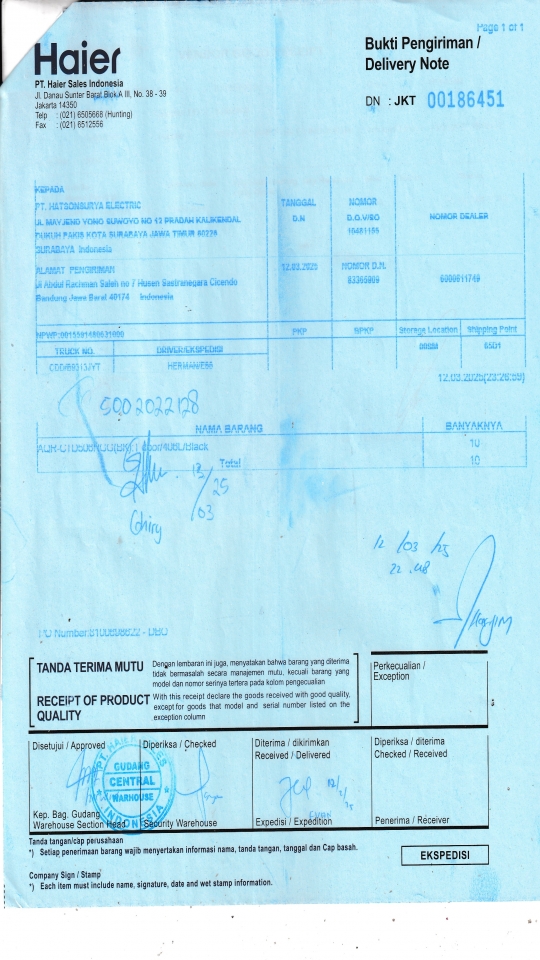 Page 1 of 1
Haier
Bukti Pengiriman /
Delivery Note
PT. Haier Sales Indonesia
Jl. Danau Sunter Barat Blok A III, No. 38 - 39
Jakarta 14350
Telp : (021) 6505668 (Hunting)
Fax : (021) 6512556
DN : JKT 00186451
KEPADA
PT. HATSONSURYA ELECTRIC
JL MAYJEND YONO SUWOYO NO 12 PRADAH KALIKENDAL
DUKUH PAKIS KOTA SURABAYA JAWA TIMUR 60226
SURABAYA Indonesia
TANGGAL
D.N
NOMOR
D.O.V/SO
10481155
NOMOR DEALER
ALAMAT PENGIRIMAN
Jl Abdul Rachman Saleh no 7 Husen Sastranegara Cicendo
Bandung Jawa Barat 40174 Indonesia
12.03.2025
NOMOR D.N.
83365909
PKP
Storage Location
Shipping Point
TRUCK NO.
DRIVER/EKSPEDISI
HERMAN/ESS
5002022128
NAMA BARANG
BANYAKNYA
10
Total
10
13/03/25
12/03/25
22.48
TANDA TERIMA MUTU
Dengan lembaran ini juga, menyatakan bahwa barang yang diterima
tidak bermasalah secara manajemen mutu, kecuali barang yang
model dan nomor serinya tertera pada kolom pengecualian
RECEIPT OF PRODUCT
QUALITY
With this receipt declare the goods received with good quality,
except for goods that model and serial number listed on the
exception column
Perkecualian /
Exception
Disetujui / Approved
Diperiksa / Checked
Diterima / dikirimkan
Received / Delivered
Diperiksa / diterima
Checked / Received
GUDANG
CENTRAL
WARHOUSE
INDONESIA
Kep. Bag. Gudang
Warehouse Section Head
Security Warehouse
Expedisi / Expedition
Penerima / Receiver
Tanda tangan/cap perusahaan
*) Setiap penerimaan barang wajib menyertakan informasi nama, tanda tangan, tanggal dan Cap basah.
EKSPEDISI
Company Sign / Stamp
*) Each item must include name, signature, date and wet stamp information.